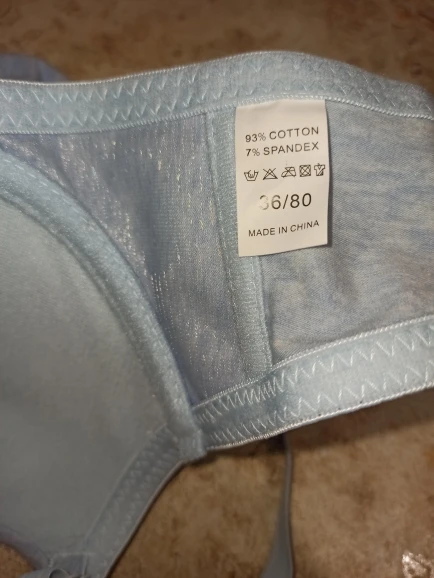 93% COTTON
7% SPANDEX
36/80
MADE IN CHINA